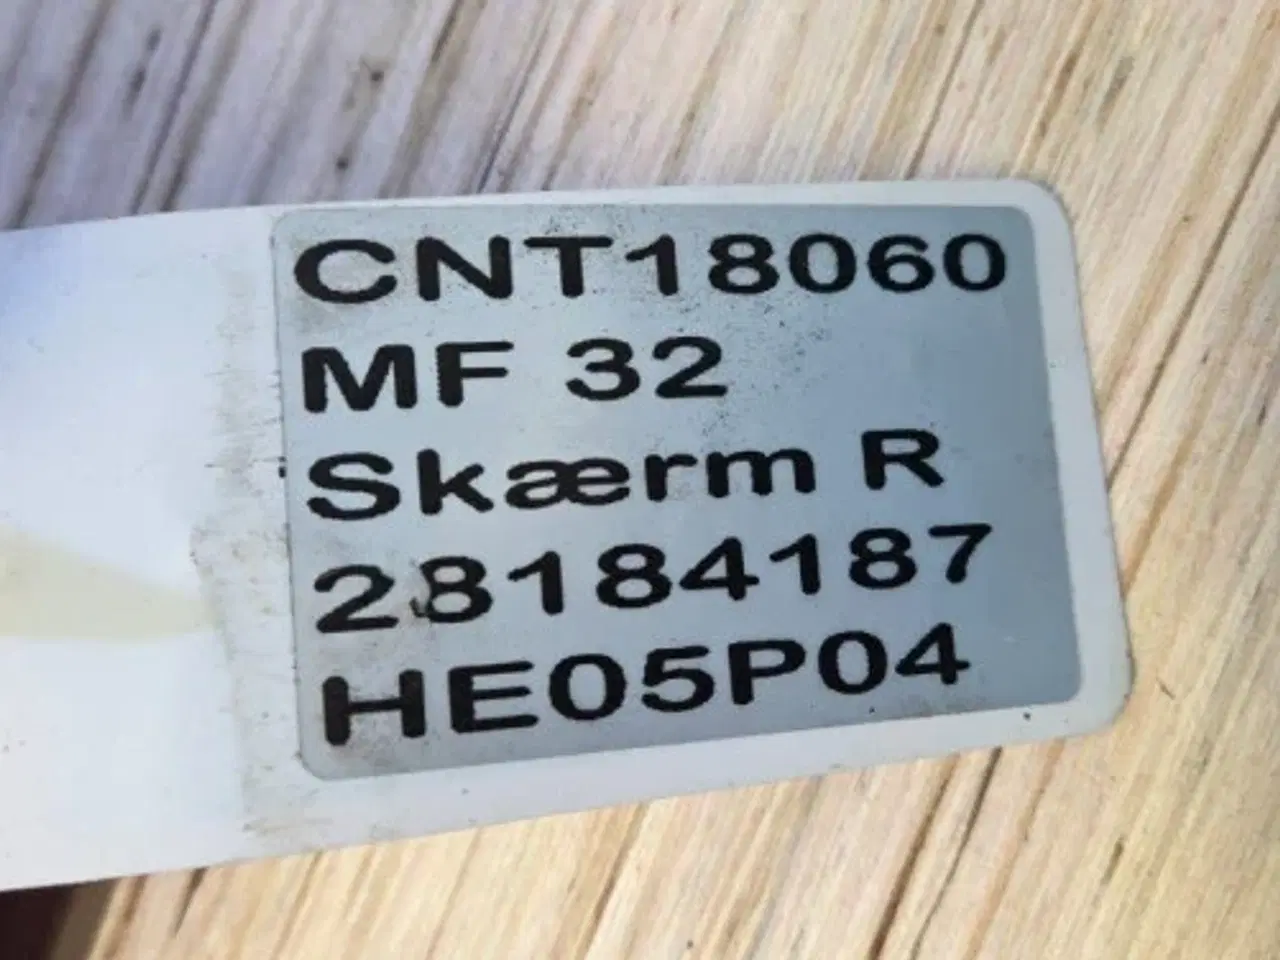 CNT18060
MF 32
Skærm R
28184187
HE05P04